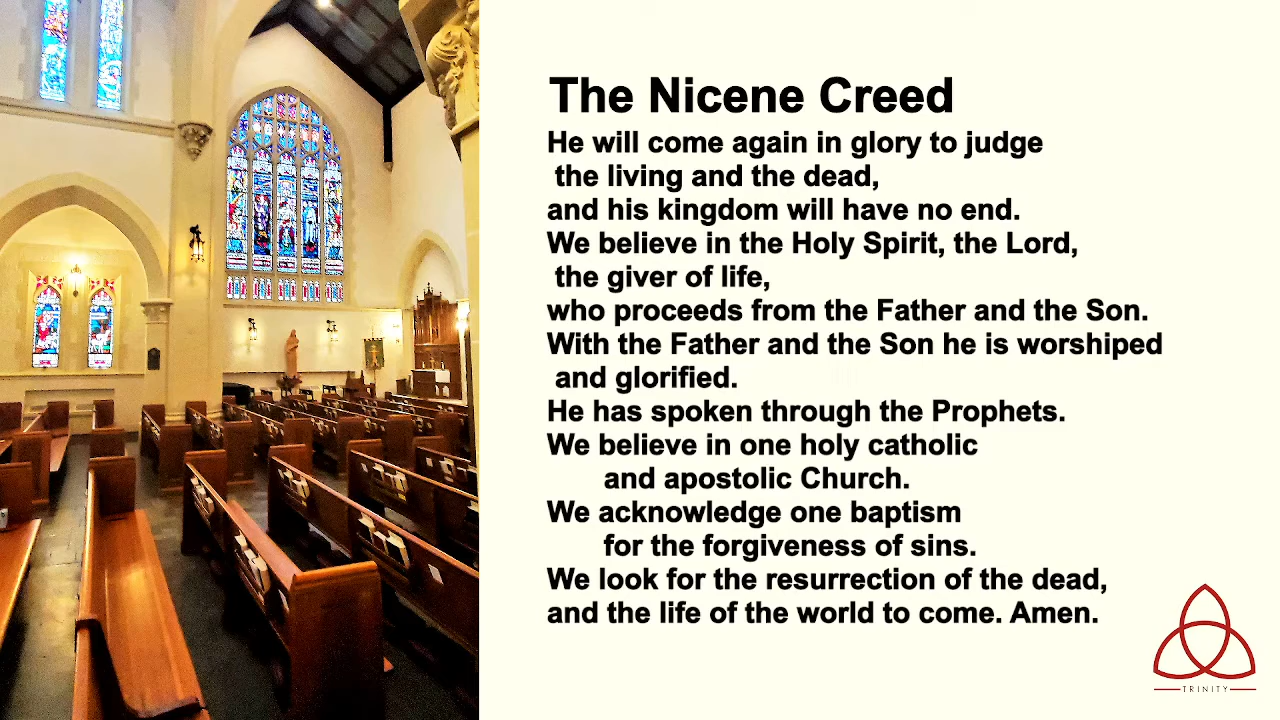 The Nicene Creed
He will come again in glory to judge
the living and the dead,
and his kingdom will have no end.
We believe in the Holy Spirit, the Lord,
the giver of life,
who proceeds from the Father and the Son.
With the Father and the Son he is worshiped
and glorified.
He has spoken through the Prophets.
We believe in one holy catholic
and apostolic Church.
We acknowledge one baptism
for the forgiveness of sins.
We look for the resurrection of the dead,
and the life of the world to come. Amen.
TRINITY